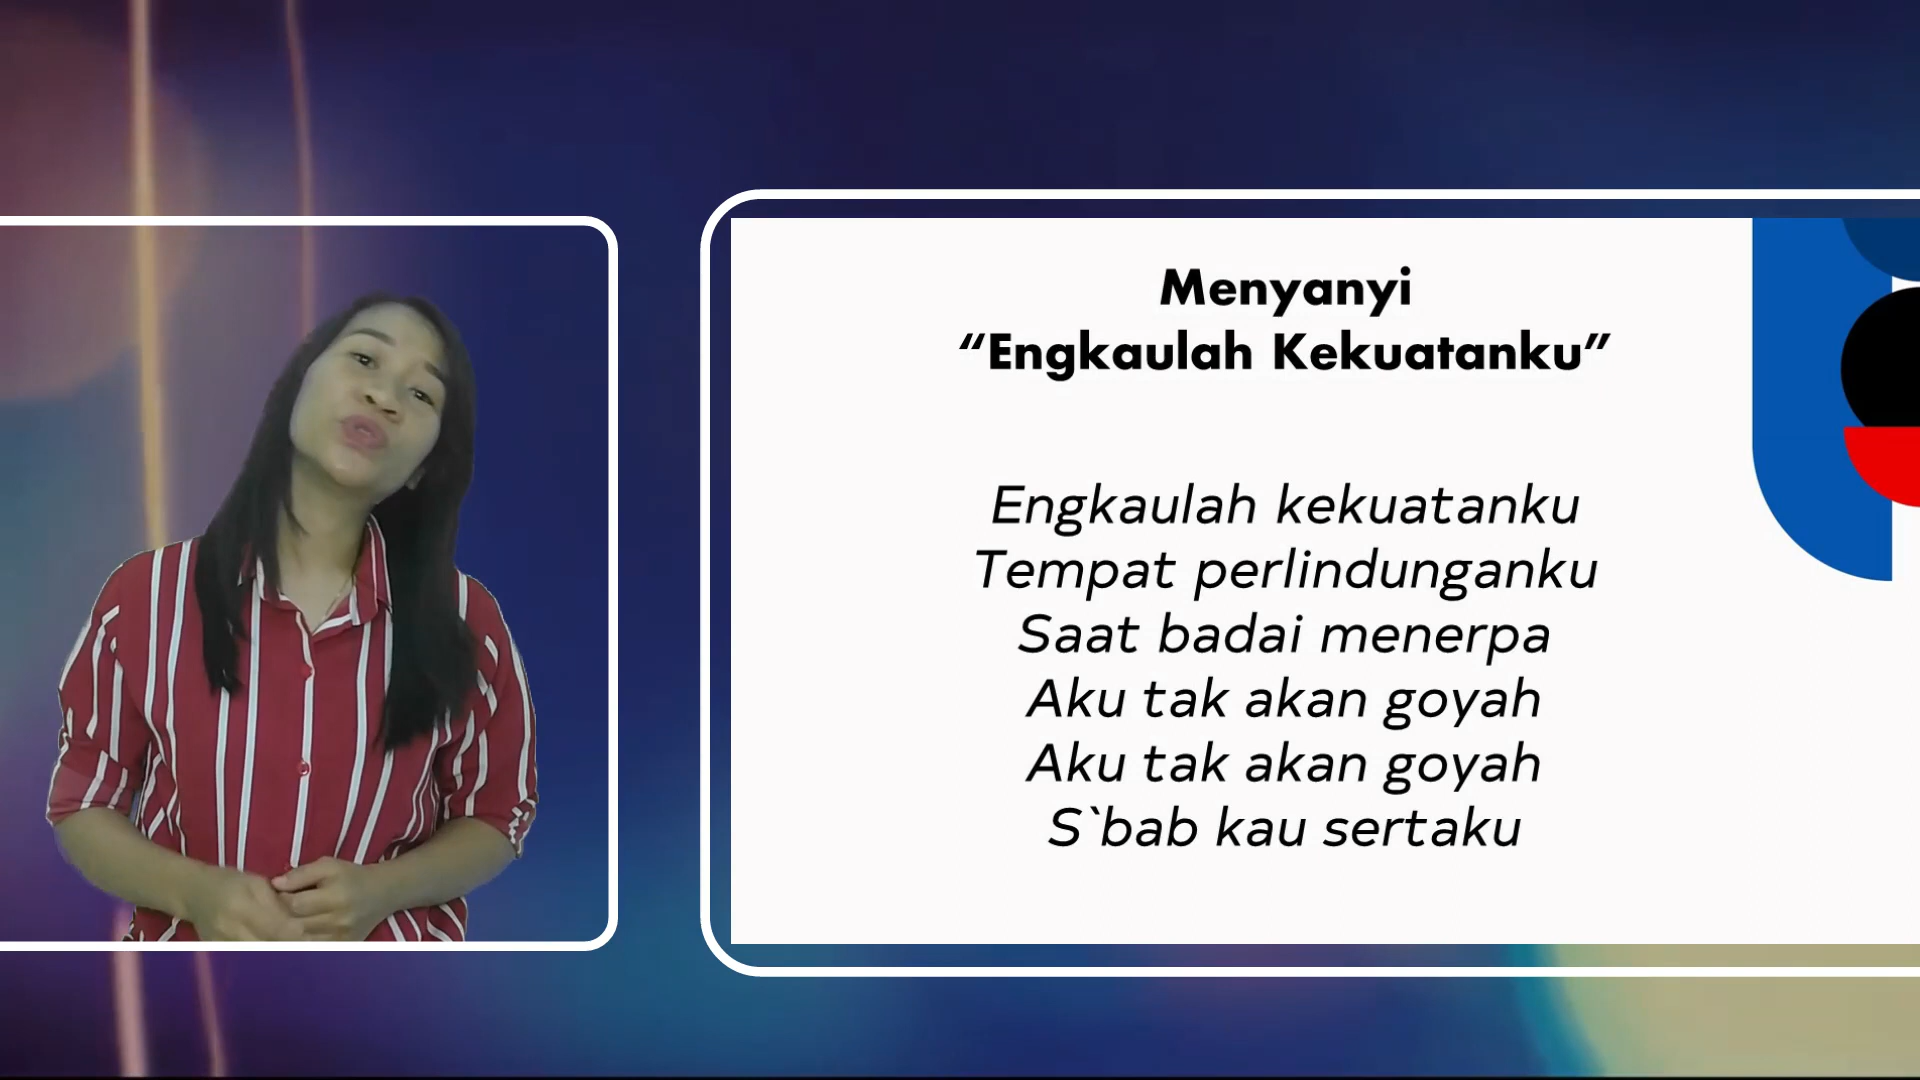 Menyanyi
“Engkaulah Kekuatanku”
Engkaulah kekuatanku
Tempat perlindunganku
Saat badai menerpa
Aku tak akan goyah
Aku tak akan goyah
S`bab kau sertaku